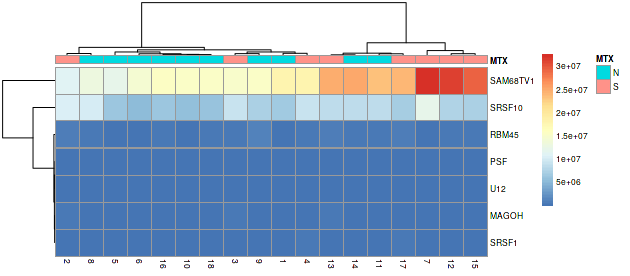 MTX
MTX
N
S
SAM68TV1
SRSF10
RBM45
PSF
U12
MAGOH
SRSF1
3e+07
2.5e+07
2e+07
1.5e+07
1e+07
5e+06
2 8 5 6 16 10 18 3 9 1 4 13 14 11 17 7 12 15